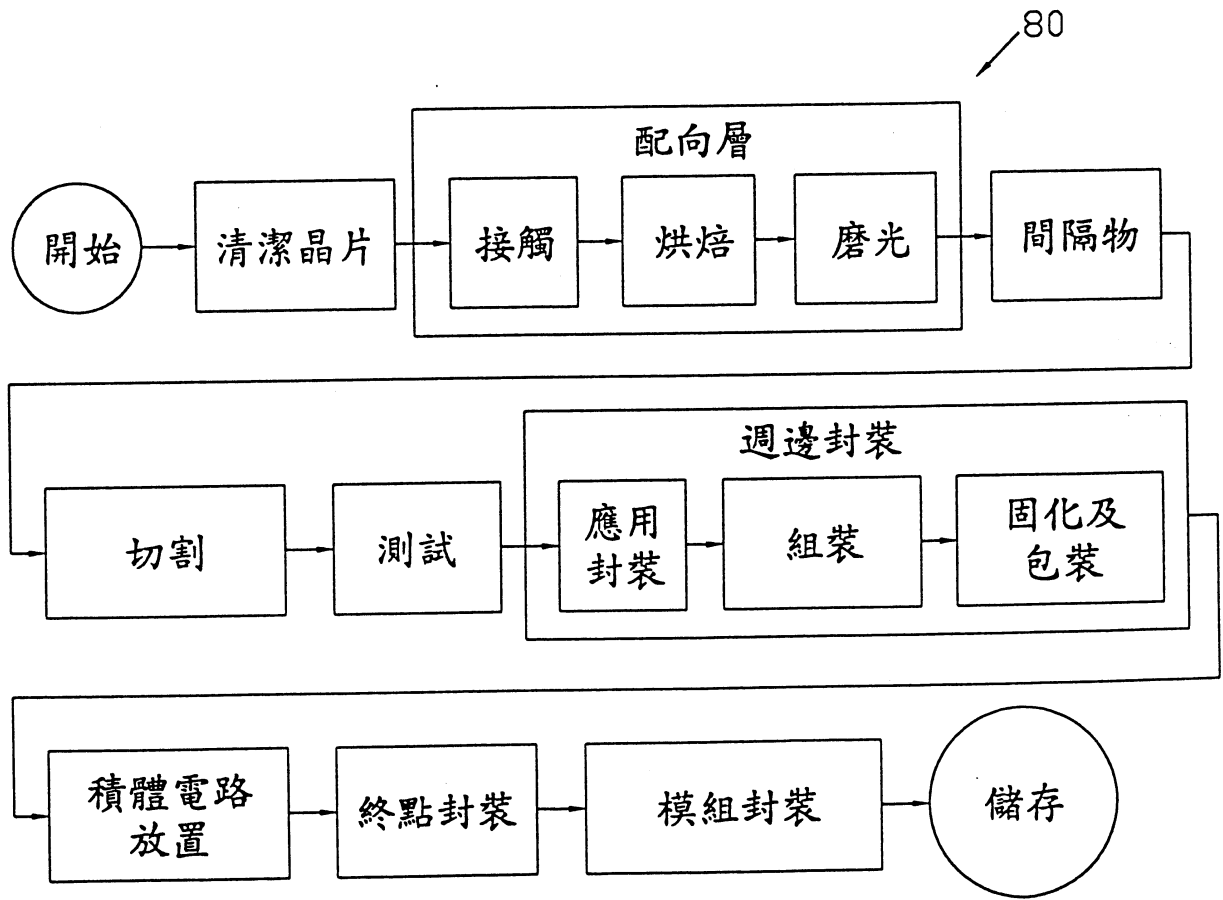 80
配向層
開始
清潔晶片
接觸
烘焙
磨光
間隔物
週邊封裝
切割
測試
應用
封裝
組裝
固化及
包裝
積體電路
放置
終點封裝
模組封裝
儲存